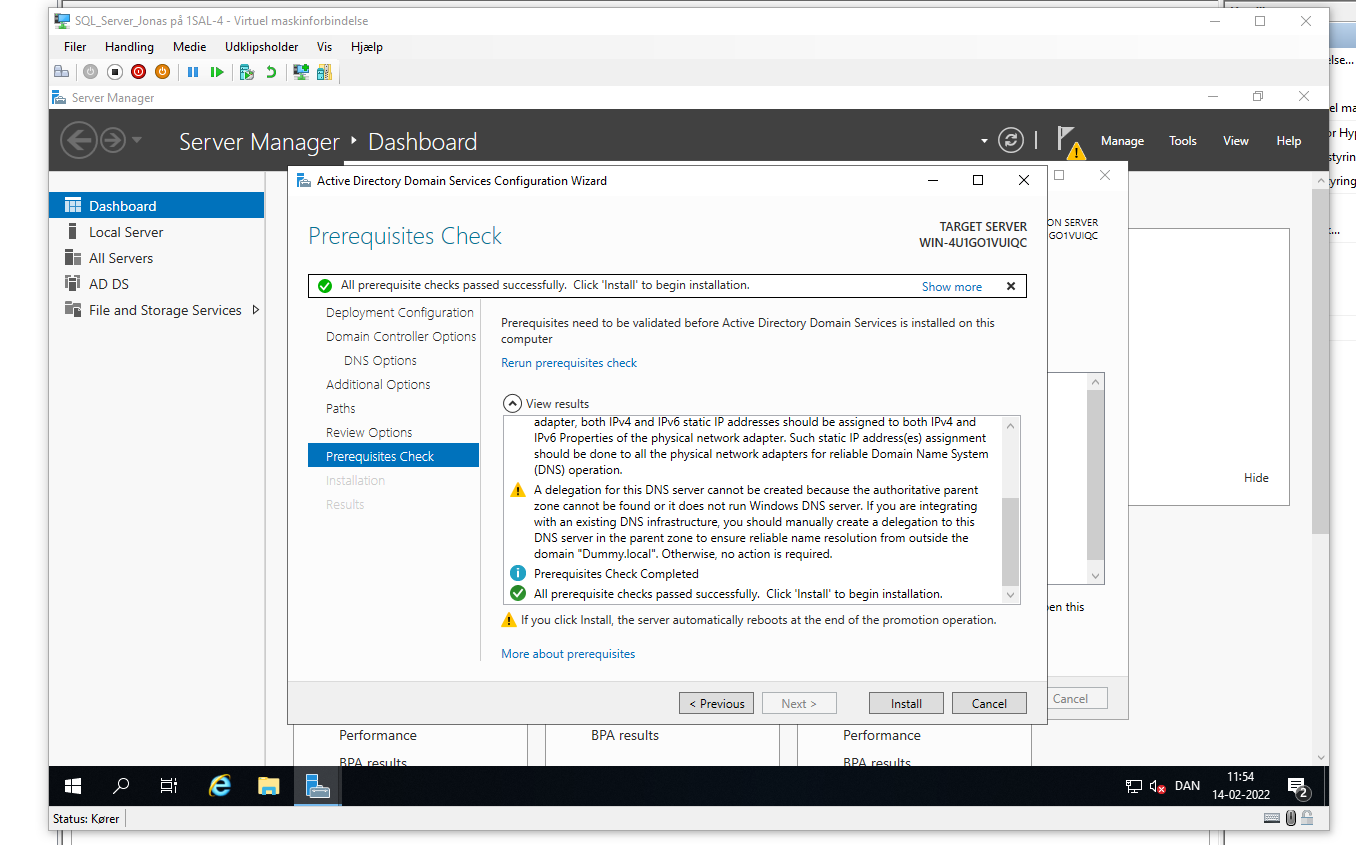 SQL_Server_Jonas på 1SAL-4 - Virtuel maskinforbindelse
Filer Handling Medie Udklipsholder Vis Hjælp
Server Manager
Server Manager Dashboard
Manage Tools View Help
Dashboard
Local Server
All Servers
AD DS
File and Storage Services
Active Directory Domain Services Configuration Wizard
Prerequisites Check
TARGET SERVER
WIN-4U1GO1VUIQC
ON SERVER
GO1VUIQC
All prerequisite checks passed successfully. Click 'Install' to begin installation.
Show more
Deployment Configuration
Domain Controller Options
DNS Options
Additional Options
Paths
Review Options
Prerequisites Check
Installation
Results
Prerequisites need to be validated before Active Directory Domain Services is installed on this
computer
Rerun prerequisites check
View results
adapter, both IPv4 and IPv6 static IP addresses should be assigned to both IPv4 and
IPv6 Properties of the physical network adapter. Such static IP address(es) assignment
should be done to all the physical network adapters for reliable Domain Name System
(DNS) operation.
A delegation for this DNS server cannot be created because the authoritative parent
zone cannot be found or it does not run Windows DNS server. If you are integrating
with an existing DNS infrastructure, you should manually create a delegation to this
DNS server in the parent zone to ensure reliable name resolution from outside the
domain "Dummy.local". Otherwise, no action is required.
Prerequisites Check Completed
All prerequisite checks passed successfully. Click 'Install' to begin installation.
If you click Install, the server automatically reboots at the end of the promotion operation.
More about prerequisites
< Previous Next > Install Cancel
Hide
en this
Cancel
Performance
BPA results
BPA results
Performance
BPA results
DAN
11:54
14-02-2022
2
Status: Kører
else...
el ma
or Hyp
styrin
yring
...